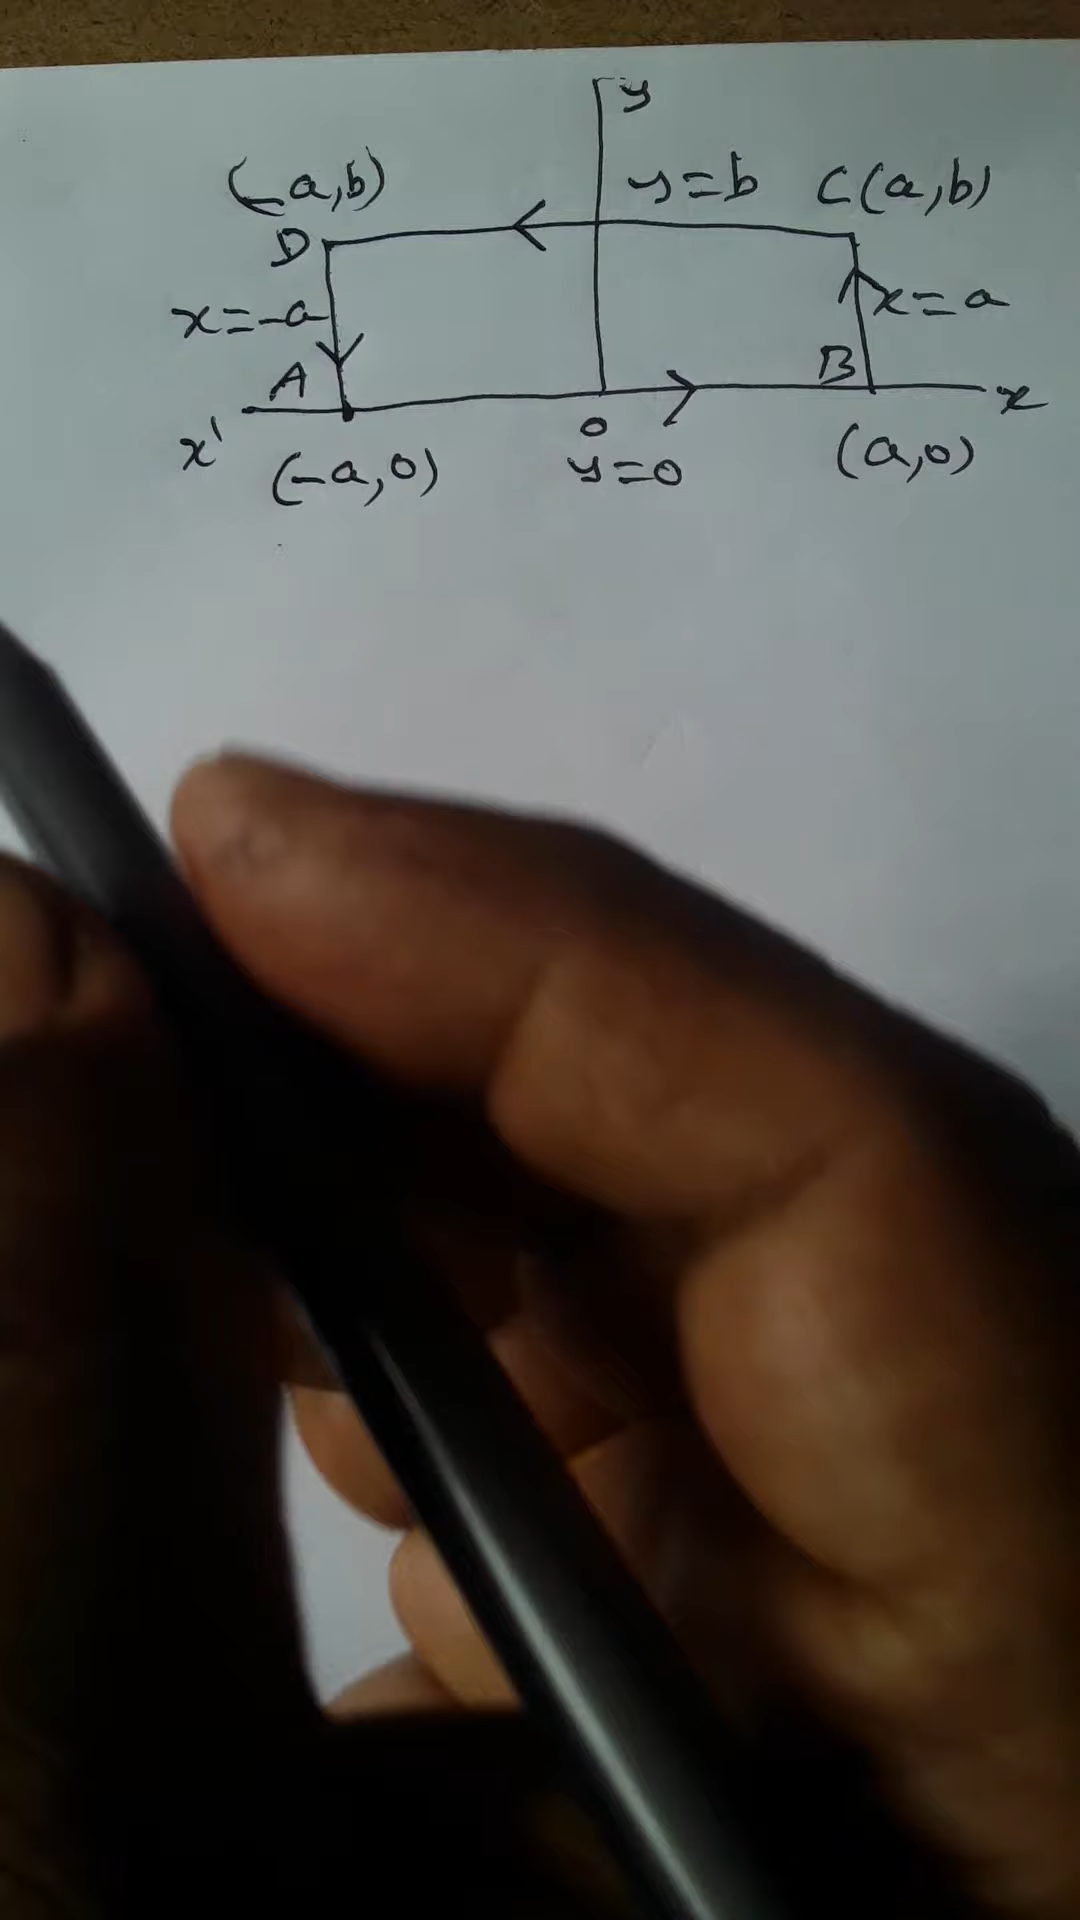 y
(-a,b) y=b C(a,b)
D
x=-a x=a
A B
x' o x
(-a,0) y=0 (a,0)